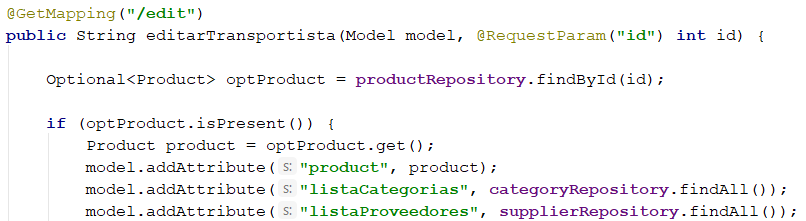 @GetMapping("/edit")
public String editarTransportista(Model model, @RequestParam("id") int id) {
Optional<Product> optProduct = productRepository.findById(id);
if (optProduct.isPresent()) {
Product product = optProduct.get();
model.addAttribute( s: "product", product);
model.addAttribute( s: "listaCategorias", categoryRepository.findAll());
model.addAttribute( s: "listaProveedores", supplierRepository.findAll());